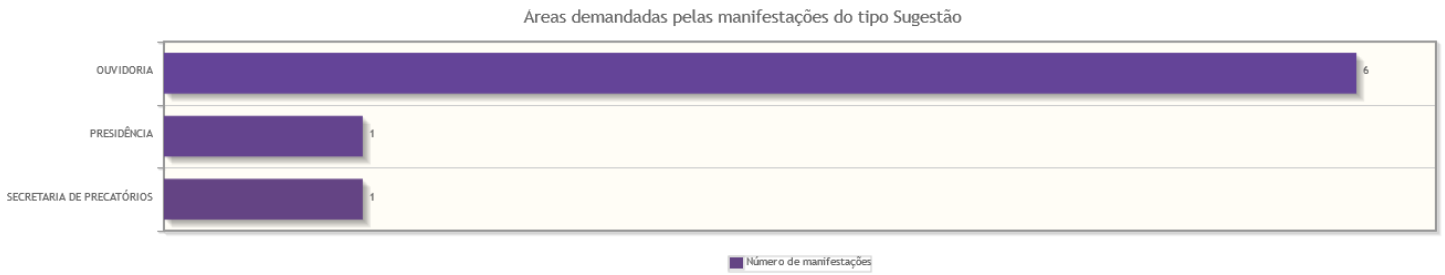 Areas demandadas pelas manifestações do tipo Sugestão
OUVIDORIA
6
PRESIDÊNCIA
1
SECRETARIA DE PRECATÓRIOS
1
Número de manifestações